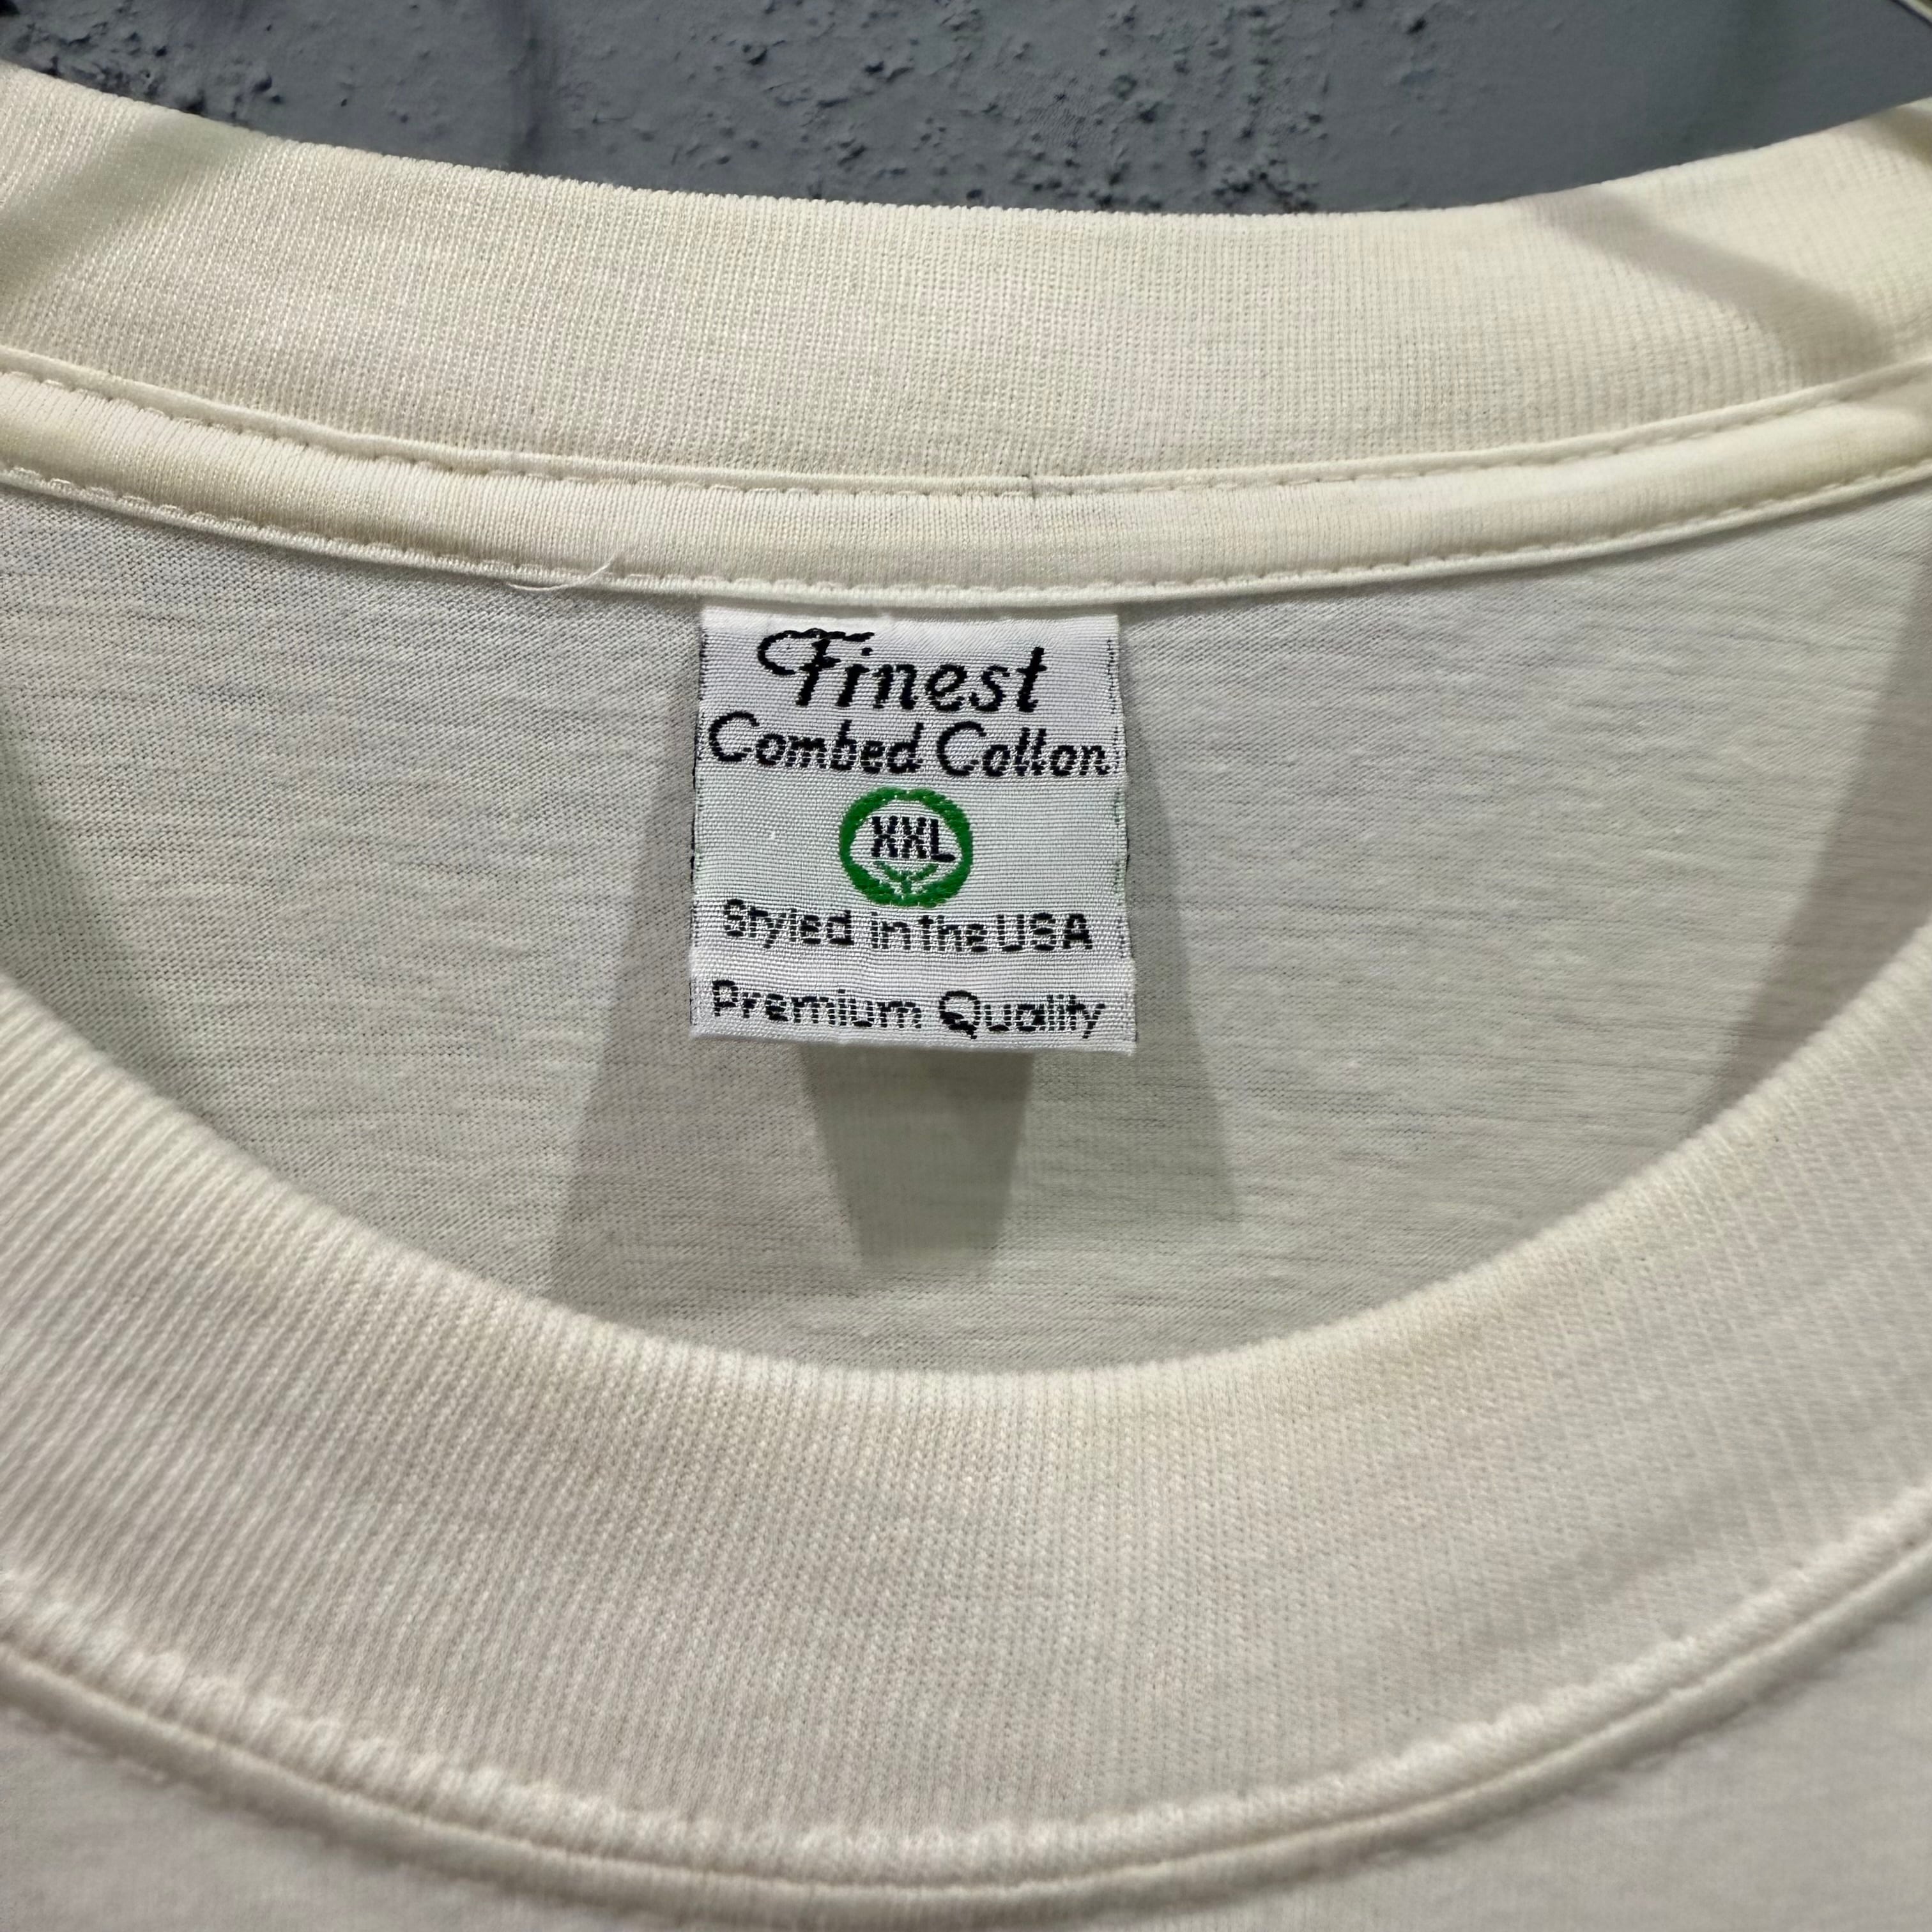 Finest
Combed Cotton
XXL
Styled in the USA
Premium Quality